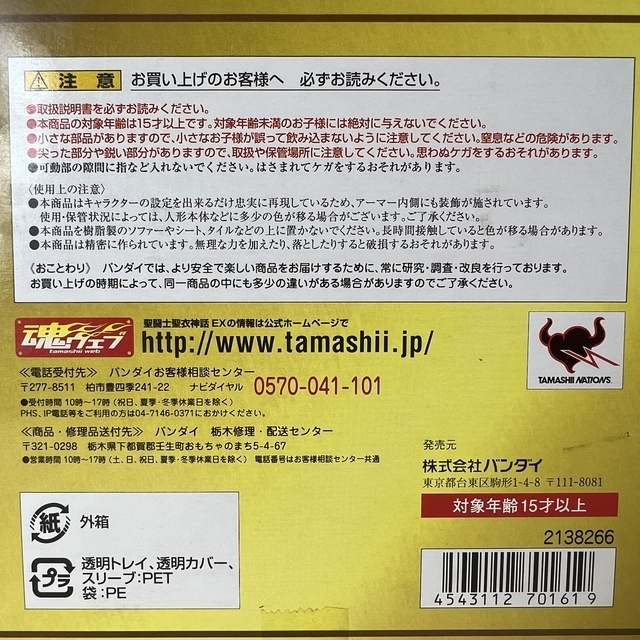 注意 お買い上げのお客様へ 必ずお読みください。
●取扱説明書を必ずお読みください。
●本商品の対象年齢は15才以上です。対象年齢未満のお子様には絶対に与えないでください。
●小さな部品がありますので、小さなお子様が誤って飲み込まないように注意してください。窒息などの危険があります。
●尖った部分や鋭い部分がありますので、取扱や保管場所に注意してください。思わぬケガをするおそれがあります。
●可動部の隙間に指など入れないでください。はさまれてケガをするおそれがあります。
〈使用上の注意〉
●本商品はキャラクターの設定を出来るだけ忠実に再現しているため、アーマー内側にも装飾が施されています。
使用・保管状況によっては、人形本体などに多少の色が移る場合がございます。ご了承ください。
●本商品を樹脂製のソファーやシート、タイルなどの上に置かないでください。長時間接触していると色が移る場合があります。
●本商品は精密に作られています。無理な力を加えたり、落としたりすると破損するおそれがあります。
《おことわり》 バンダイでは、より安全で楽しい商品をお届けするために、常に研究・調査・改良を行っております。
お買い上げの時期によって、同一商品の中にも多少の違いがある場合がありますのでご了承ください。
魂ウェブ
tamashii web
聖闘士聖衣神話 EXの情報は公式ホームページで
http://www.tamashii.jp/
TAMASHII NATIONS
≪電話受付先≫ バンダイお客様相談センター
〒277-8511 柏市豊四季241-22 ナビダイヤル 0570-041-101
●受付時間 10時〜17時(祝日、夏季・冬季休業日を除く)
PHS、IP電話等をご利用の方は04-7146-0371におかけください。
≪商品・修理品送付先≫ バンダイ 栃木修理・配送センター
〒321-0298 栃木県下都賀郡壬生町おもちゃのまち5-4-67
●営業時間 10時〜17時(土、日、祝日、夏季・冬季休業日を除く) 電話番号はお客様相談センター共通
発売元
株式会社バンダイ
東京都台東区駒形1-4-8 〒111-8081
対象年齢15才以上
紙 外箱
プラ 透明トレイ、透明カバー、
スリーブ:PET
袋:PE
2138266
4543112 701619